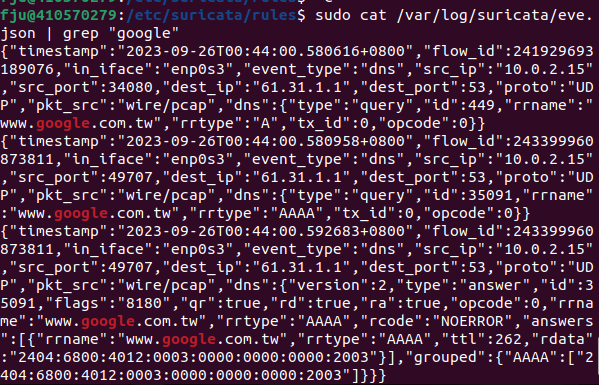 fju@410570279:/etc/suricata/rules$ sudo cat /var/log/suricata/eve.
json | grep "google"
{"timestamp":"2023-09-26T00:44:00.580616+0800","flow_id":241929693
189076,"in_iface":"enp0s3","event_type":"dns","src_ip":"10.0.2.15"
,"src_port":34080,"dest_ip":"61.31.1.1","dest_port":53,"proto":"UD
P","pkt_src":"wire/pcap","dns":{"type":"query","id":449,"rrname":"
www.google.com.tw","rrtype":"A","tx_id":0,"opcode":0}}
{"timestamp":"2023-09-26T00:44:00.580958+0800","flow_id":243399960
873811,"in_iface":"enp0s3","event_type":"dns","src_ip":"10.0.2.15"
,"src_port":49707,"dest_ip":"61.31.1.1","dest_port":53,"proto":"UD
P","pkt_src":"wire/pcap","dns":{"type":"query","id":35091,"rrname"
:"www.google.com.tw","rrtype":"AAAA","tx_id":0,"opcode":0}}
{"timestamp":"2023-09-26T00:44:00.592683+0800","flow_id":243399960
873811,"in_iface":"enp0s3","event_type":"dns","src_ip":"10.0.2.15"
,"src_port":49707,"dest_ip":"61.31.1.1","dest_port":53,"proto":"UD
P","pkt_src":"wire/pcap","dns":{"version":2,"type":"answer","id":3
5091,"flags":"8180","qr":true,"rd":true,"ra":true,"opcode":0,"rrna
me":"www.google.com.tw","rrtype":"AAAA","rcode":"NOERROR","answers
":[{"rrname":"www.google.com.tw","rrtype":"AAAA","ttl":262,"rdata"
:"2404:6800:4012:0003:0000:0000:0000:2003"}],"grouped":{"AAAA":["2
404:6800:4012:0003:0000:0000:0000:2003"]}}}